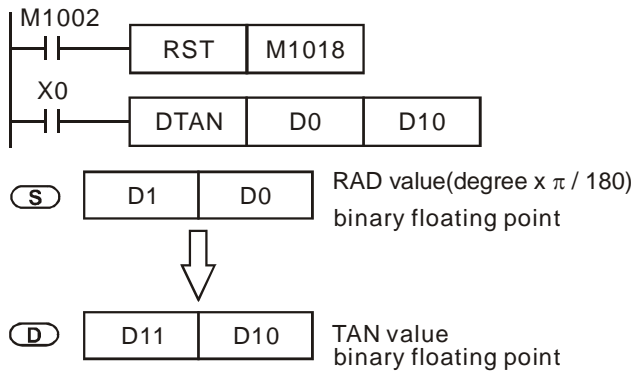 M1002
RST M1018
X0
DTAN D0 D10
S D1 D0 RAD value(degree x π / 180)
binary floating point
D D11 D10 TAN value
binary floating point